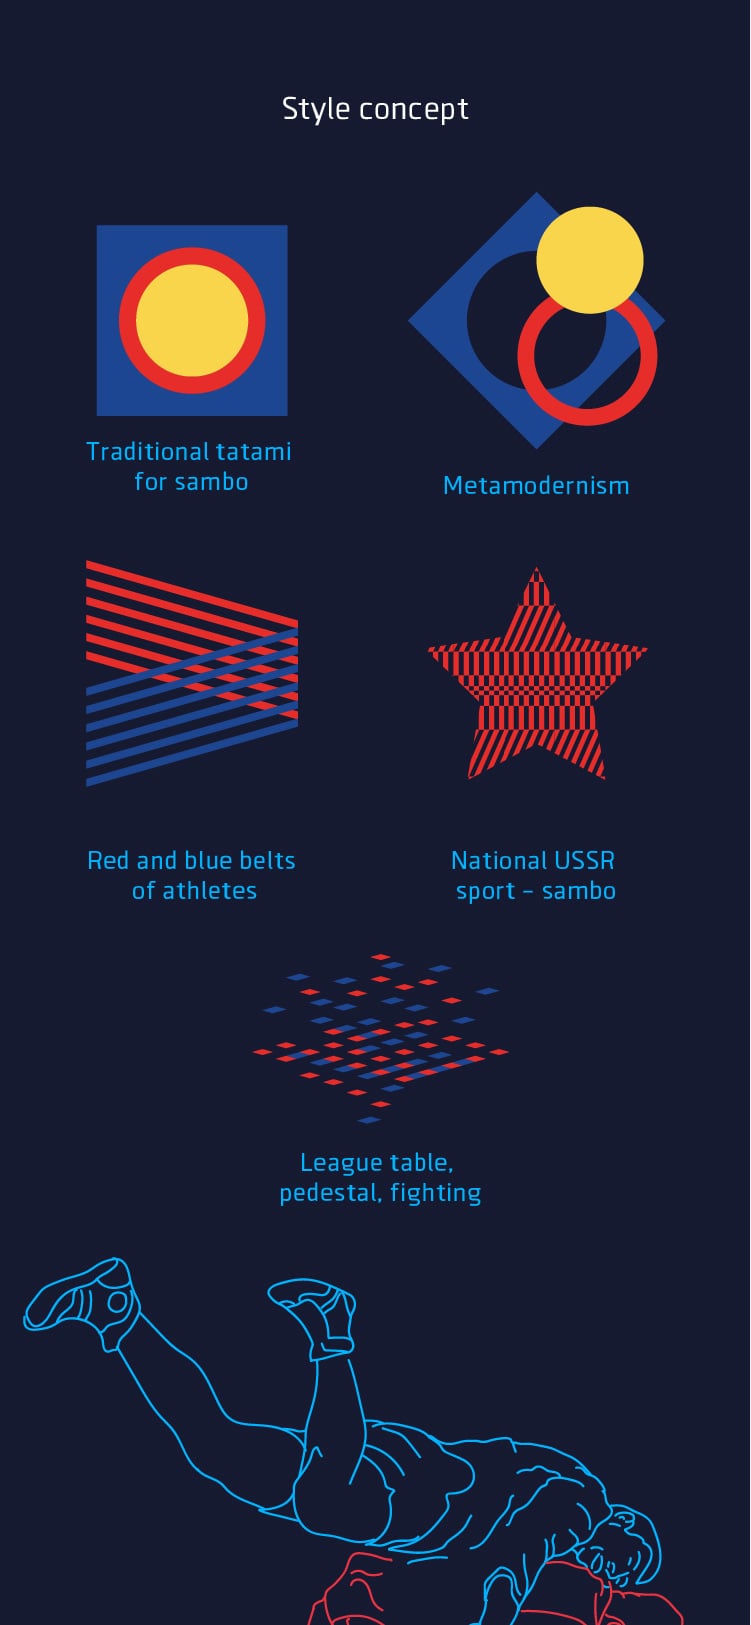 Style concept
Traditional tatami
for sambo
Metamodernism
Red and blue belts
of athletes
National USSR
sport – sambo
League table,
pedestal, fighting